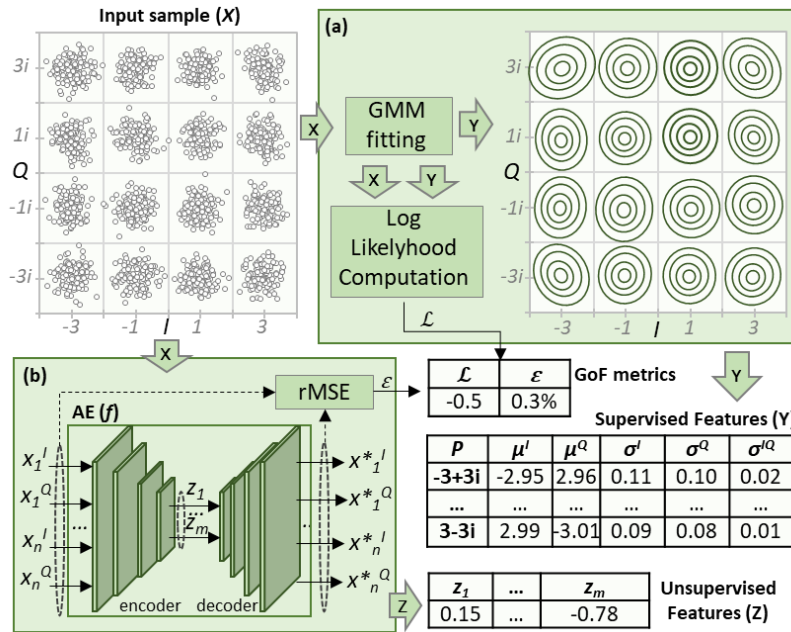 Input sample (X)
(a)
3i
1i
Q
-1i
-3i
-3
-1
I
1
3
X
GMM
fitting
Y
X
Y
Log
Likelyhood
Computation
ℒ
3i
1i
Q
-1i
-3i
-3
-1
I
1
3
X
Y
(b)
AE (f)
rMSE
ℰ
x₁ᴵ
x₁Q
...
xₙᴵ
xₙQ
z₁
...
zₘ
encoder
decoder
...
x*₁ᴵ
x*₁Q
x*ₙᴵ
x*ₙQ
Z
ℒ ℰ
-0.5 0.3%
GoF metrics
Supervised Features (Y)
P μᴵ μQ σᴵ σQ σIQ
-3+3i -2.95 2.96 0.11 0.10 0.02
... ... ... ... ... ...
3-3i 2.99 -3.01 0.09 0.08 0.01
z₁ ... zₘ
0.15 ... -0.78
Unsupervised
Features (Z)